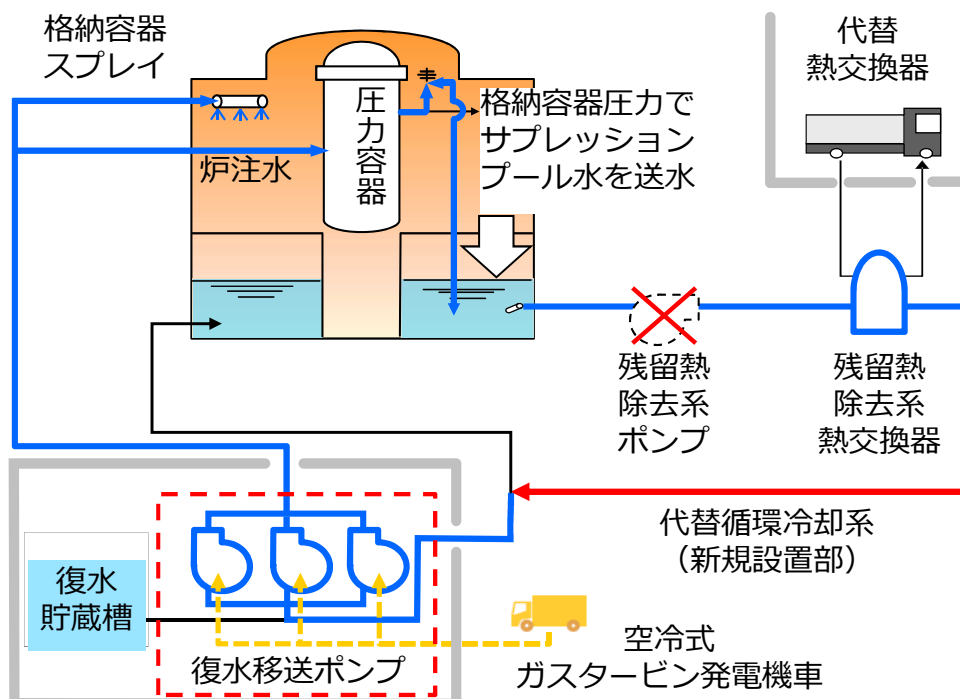 格納容器
スプレイ
炉注水
圧力容器
格納容器圧力で
サプレッション
プール水を送水
代替
熱交換器
残留熱
除去系
ポンプ
残留熱
除去系
熱交換器
代替循環冷却系
（新規設置部）
復水
貯蔵槽
復水移送ポンプ
空冷式
ガスタービン発電機車